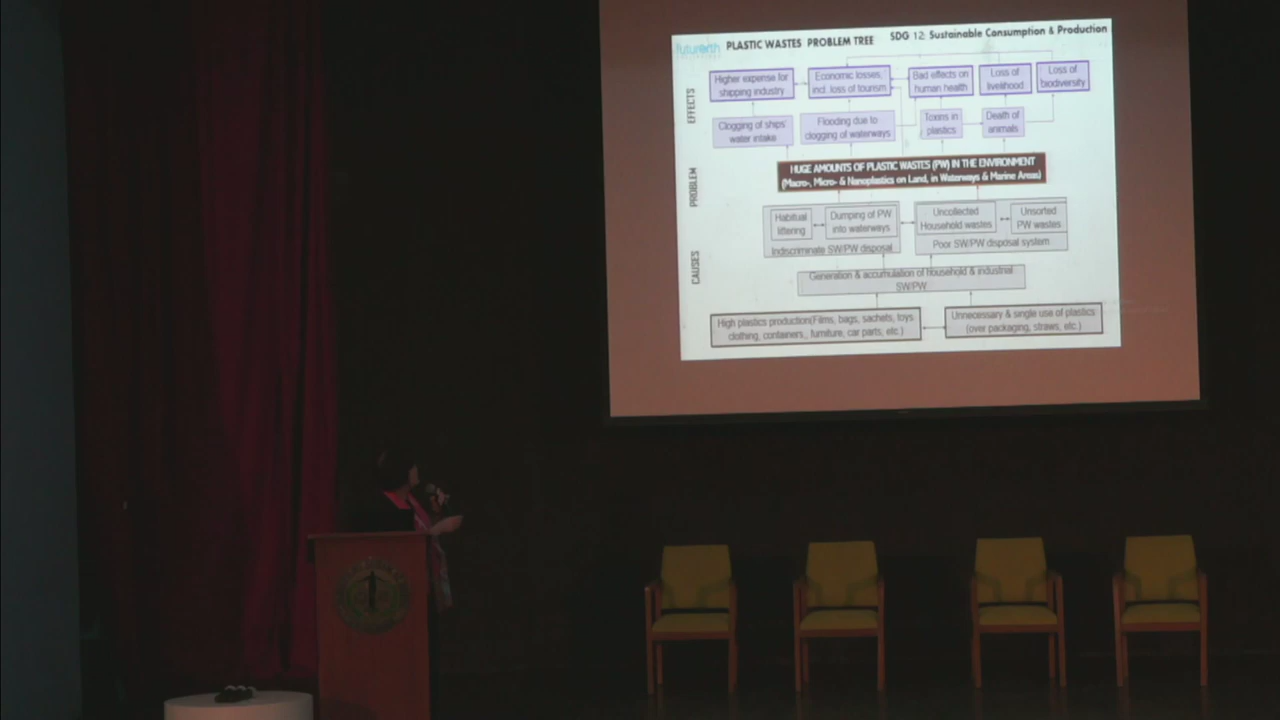 futurerth
PLASTIC WASTES PROBLEM TREE
SDG 12: Sustainable Consumption & Production
EFFECTS
Higher expense for
shipping industry
Economic losses,
incl. loss of tourism
Bad effects on
human health
Loss of
livelihood
Loss of
biodiversity
Clogging of ships'
water intake
Flooding due to
clogging of waterways
Toxins in
plastics
Death of
animals
PROBLEM
HUGE AMOUNTS OF PLASTIC WASTES (PW) IN THE ENVIRONMENT
(Macro-, Micro- & Nanoplastics on Land, in Waterways & Marine Areas)
CAUSES
Habitual
littering
Dumping of PW
into waterways
Indiscriminate SW/PW disposal
Uncollected
Household wastes
Unsorted
PW wastes
Poor SW/PW disposal system
Generation & accumulation of household & industrial
SW/PW
High plastics production(Films, bags, sachets, toys
clothing, containers,, furniture, car parts, etc.)
Unnecessary & single use of plastics
(over packaging, straws, etc.)